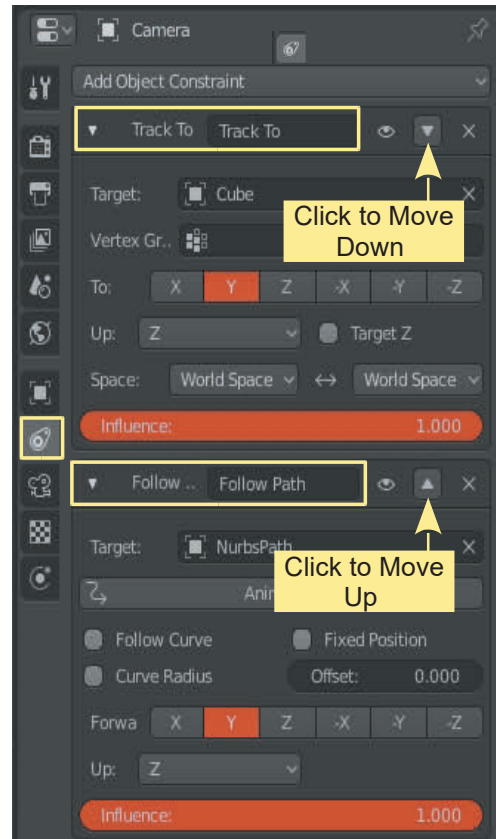 Camera
Add Object Constraint
Track To Track To
Target: Cube
Click to Move
Down
Vertex Gr..
To: X Y Z -X -Y -Z
Up: Z Target Z
Space: World Space World Space
Influence: 1.000
Follow .. Follow Path
Target: NurbsPath
Click to Move
Up
Follow Curve Fixed Position
Curve Radius Offset: 0.000
Forwa X Y Z -X -Y -Z
Up: Z
Influence: 1.000